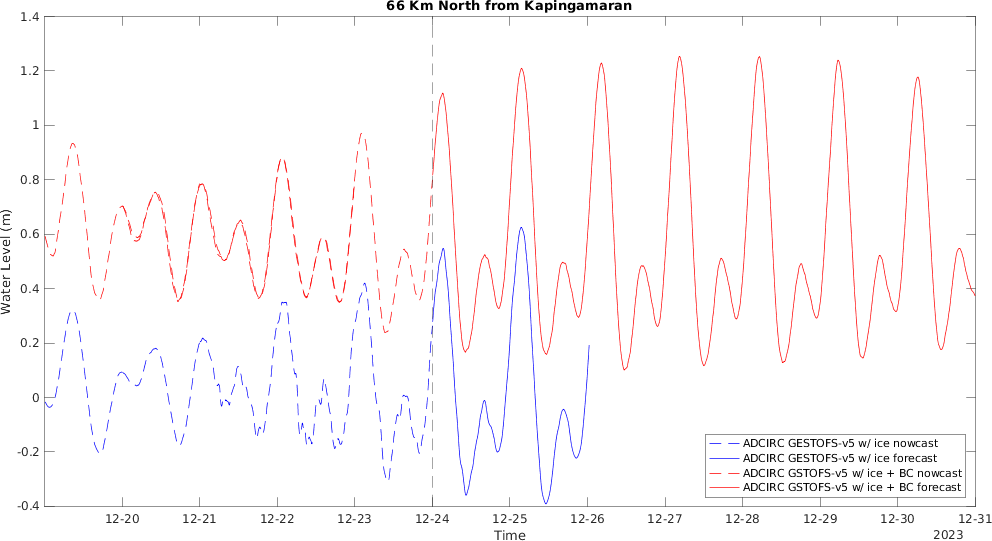 66 Km North from Kapingamaran
1.4
1.2
1
0.8
0.6
0.4
0.2
0
-0.2
-0.4
Water Level (m)
12-20 12-21 12-22 12-23 12-24 12-25 12-26 12-27 12-28 12-29 12-30 12-31
Time
2023
ADCIRC GESTOFS-v5 w/ ice nowcast
ADCIRC GESTOFS-v5 w/ ice forecast
ADCIRC GSTOFS-v5 w/ ice + BC nowcast
ADCIRC GSTOFS-v5 w/ ice + BC forecast